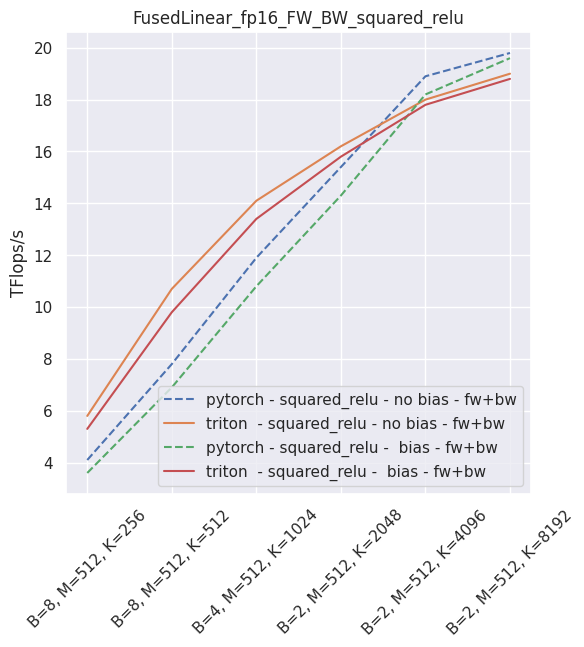 FusedLinear_fp16_FW_BW_squared_relu
TFlops/s
20
18
16
14
12
10
8
6
4
pytorch - squared_relu - no bias - fw+bw
triton  - squared_relu - no bias - fw+bw
pytorch - squared_relu -  bias - fw+bw
triton  - squared_relu -  bias - fw+bw
B=8, M=512, K=256
B=8, M=512, K=512
B=4, M=512, K=1024
B=2, M=512, K=2048
B=2, M=512, K=4096
B=2, M=512, K=8192